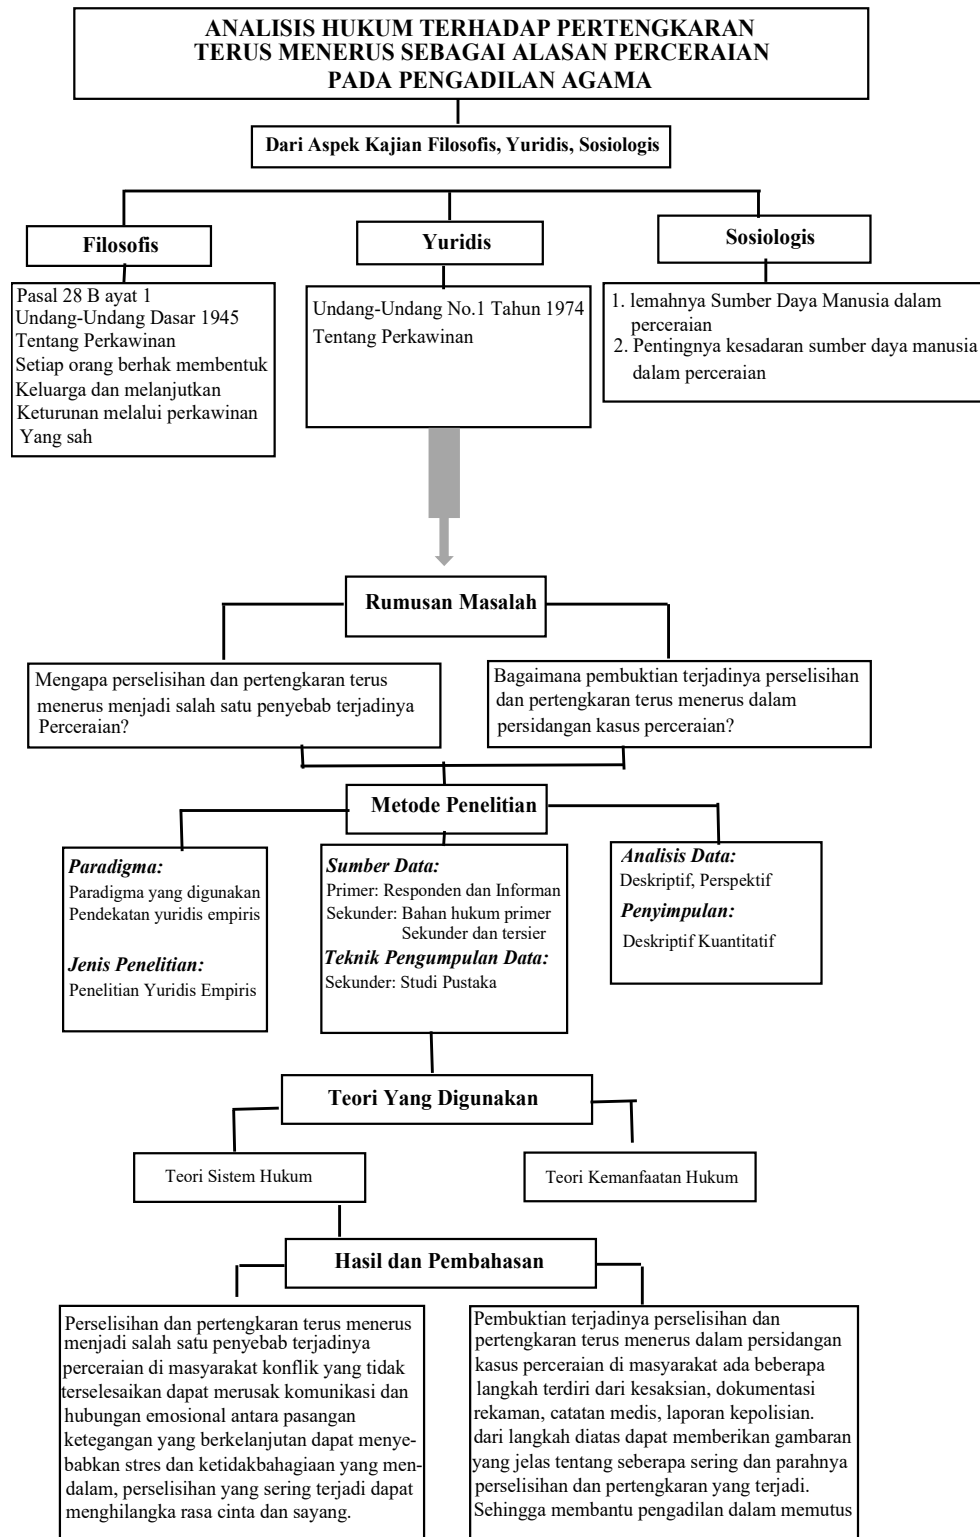 ANALISIS HUKUM TERHADAP PERTENGKARAN
TERUS MENERUS SEBAGAI ALASAN PERCERAIAN
PADA PENGADILAN AGAMA
Dari Aspek Kajian Filosofis, Yuridis, Sosiologis
Filosofis
Pasal 28 B ayat 1
Undang-Undang Dasar 1945
Tentang Perkawinan
Setiap orang berhak membentuk
Keluarga dan melanjutkan
Keturunan melalui perkawinan
Yang sah
Yuridis
Undang-Undang No.1 Tahun 1974
Tentang Perkawinan
Sosiologis
1. lemahnya Sumber Daya Manusia dalam
perceraian
2. Pentingnya kesadaran sumber daya manusia
dalam perceraian
Rumusan Masalah
Mengapa perselisihan dan pertengkaran terus
menerus menjadi salah satu penyebab terjadinya
Perceraian?
Bagaimana pembuktian terjadinya perselisihan
dan pertengkaran terus menerus dalam
persidangan kasus perceraian?
Metode Penelitian
Paradigma:
Paradigma yang digunakan
Pendekatan yuridis empiris
Jenis Penelitian:
Penelitian Yuridis Empiris
Sumber Data:
Primer: Responden dan Informan
Sekunder: Bahan hukum primer
Sekunder dan tersier
Teknik Pengumpulan Data:
Sekunder: Studi Pustaka
Analisis Data:
Deskriptif, Perspektif
Penyimpulan:
Deskriptif Kuantitatif
Teori Yang Digunakan
Teori Sistem Hukum
Teori Kemanfaatan Hukum
Hasil dan Pembahasan
Perselisihan dan pertengkaran terus menerus
menjadi salah satu penyebab terjadinya
perceraian di masyarakat konflik yang tidak
terselesaikan dapat merusak komunikasi dan
hubungan emosional antara pasangan
ketegangan yang berkelanjutan dapat menye-
babkan stres dan ketidakbahagiaan yang men-
dalam, perselisihan yang sering terjadi dapat
menghilangka rasa cinta dan sayang.
Pembuktian terjadinya perselisihan dan
pertengkaran terus menerus dalam persidangan
kasus perceraian di masyarakat ada beberapa
langkah terdiri dari kesaksian, dokumentasi
rekaman, catatan medis, laporan kepolisian.
dari langkah diatas dapat memberikan gambaran
yang jelas tentang seberapa sering dan parahnya
perselisihan dan pertengkaran yang terjadi.
Sehingga membantu pengadilan dalam memutus